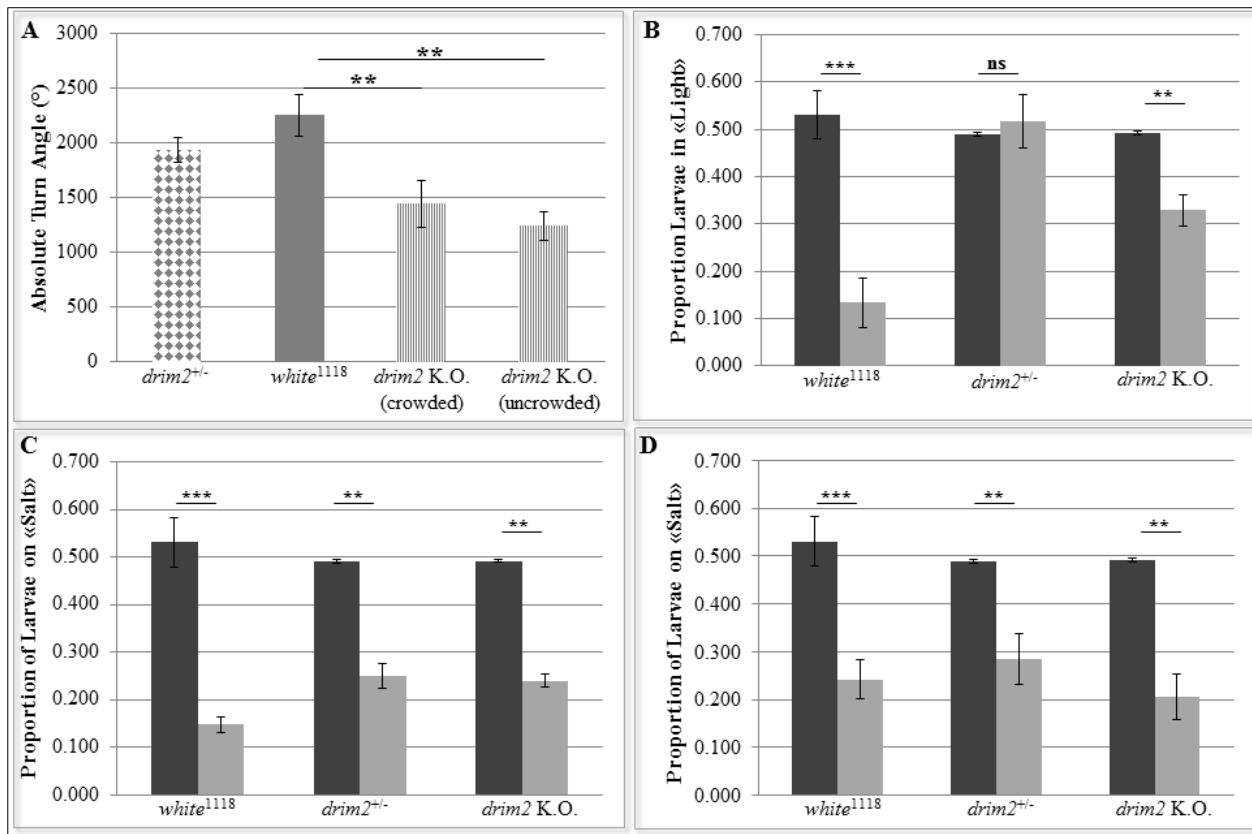 A
Absolute Turn Angle (°)
3000
2500
2000
1500
1000
500
0
**
**
drim2+/-
white1118
drim2 K.O.
(crowded)
drim2 K.O.
(uncrowded)
B
Proportion Larvae in «Light»
0.700
0.600
0.500
0.400
0.300
0.200
0.100
0.000
***
ns
**
white1118
drim2+/-
drim2 K.O.
C
Proportion of Larvae on «Salt»
0.700
0.600
0.500
0.400
0.300
0.200
0.100
0.000
***
**
**
white1118
drim2+/-
drim2 K.O.
D
Proportion of Larvae on «Salt»
0.700
0.600
0.500
0.400
0.300
0.200
0.100
0.000
***
**
**
white1118
drim2+/-
drim2 K.O.